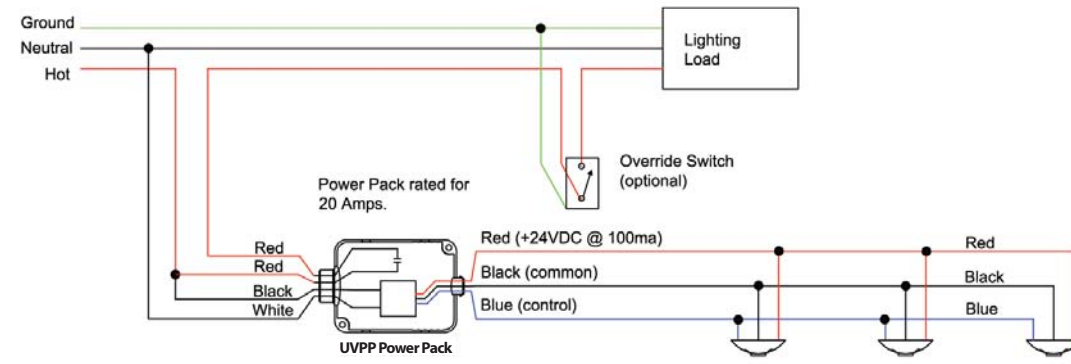 Ground
Neutral
Hot
Lighting
Load
Override Switch
(optional)
Power Pack rated for
20 Amps.
Red
Red
Black
White
Red (+24VDC @ 100ma)
Black (common)
Blue (control)
Red
Black
Blue
UVPP Power Pack